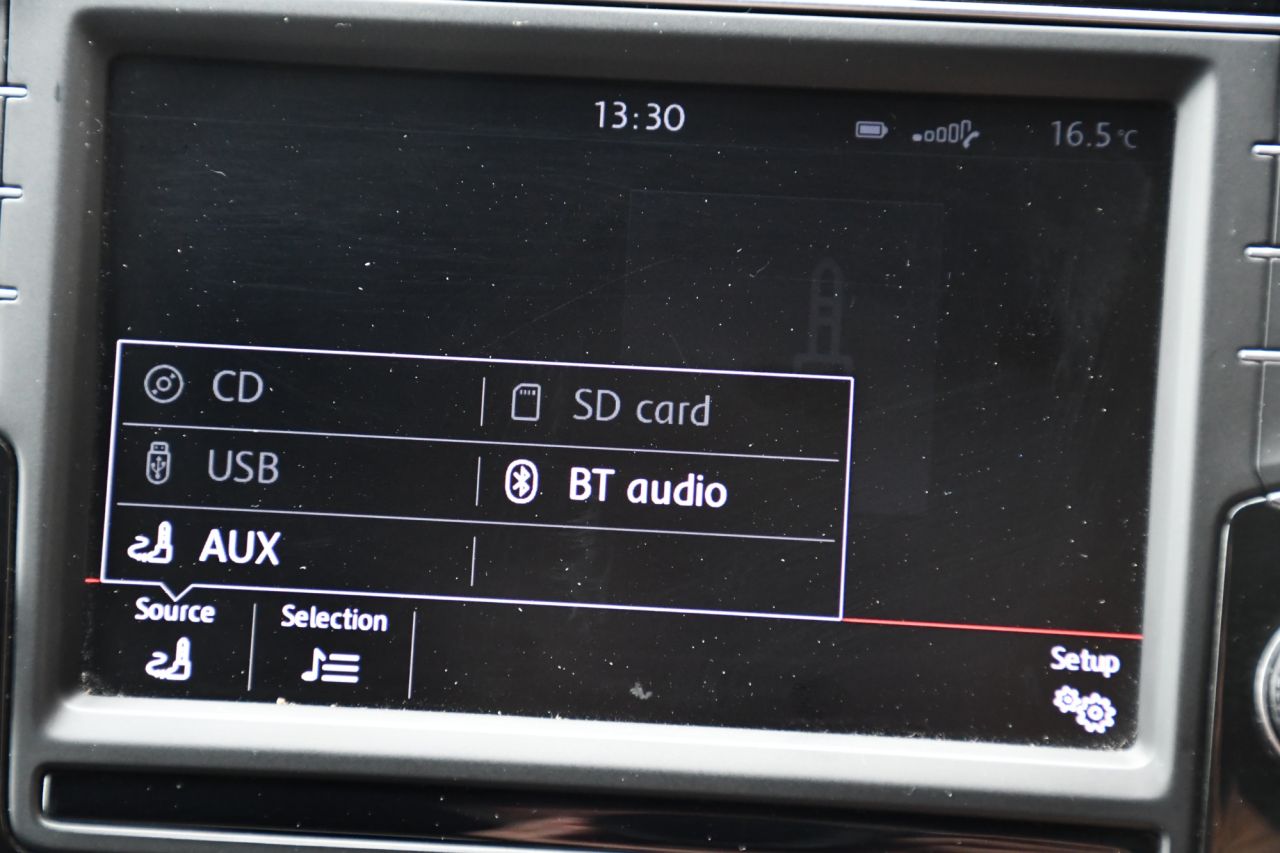 13:30
16.5 °C
CD
SD card
USB
BT audio
AUX
Source
Selection
Setup